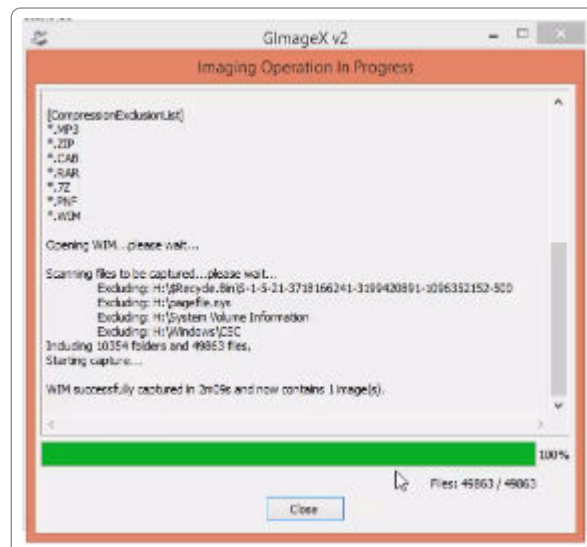 GImageX v2
Imaging Operation In Progress
[CompressionExclusionList]
*.MP3
*.ZIP
*.CAB
*.RAR
*.7Z
*.PNF
*.WIM
Opening WIM...please wait...
Scanning files to be captured...please wait...
Excluding: H:\$Recycle.Bin\S-1-5-21-3718166241-3199420891-1096352152-500
Excluding: H:\pagefile.sys
Excluding: H:\System Volume Information
Excluding: H:\Windows\CSC
Including 10354 folders and 49863 files.
Starting capture...
WIM successfully captured in 2m09s and now contains 1 image(s).
100%
Files: 49863 / 49863
Close